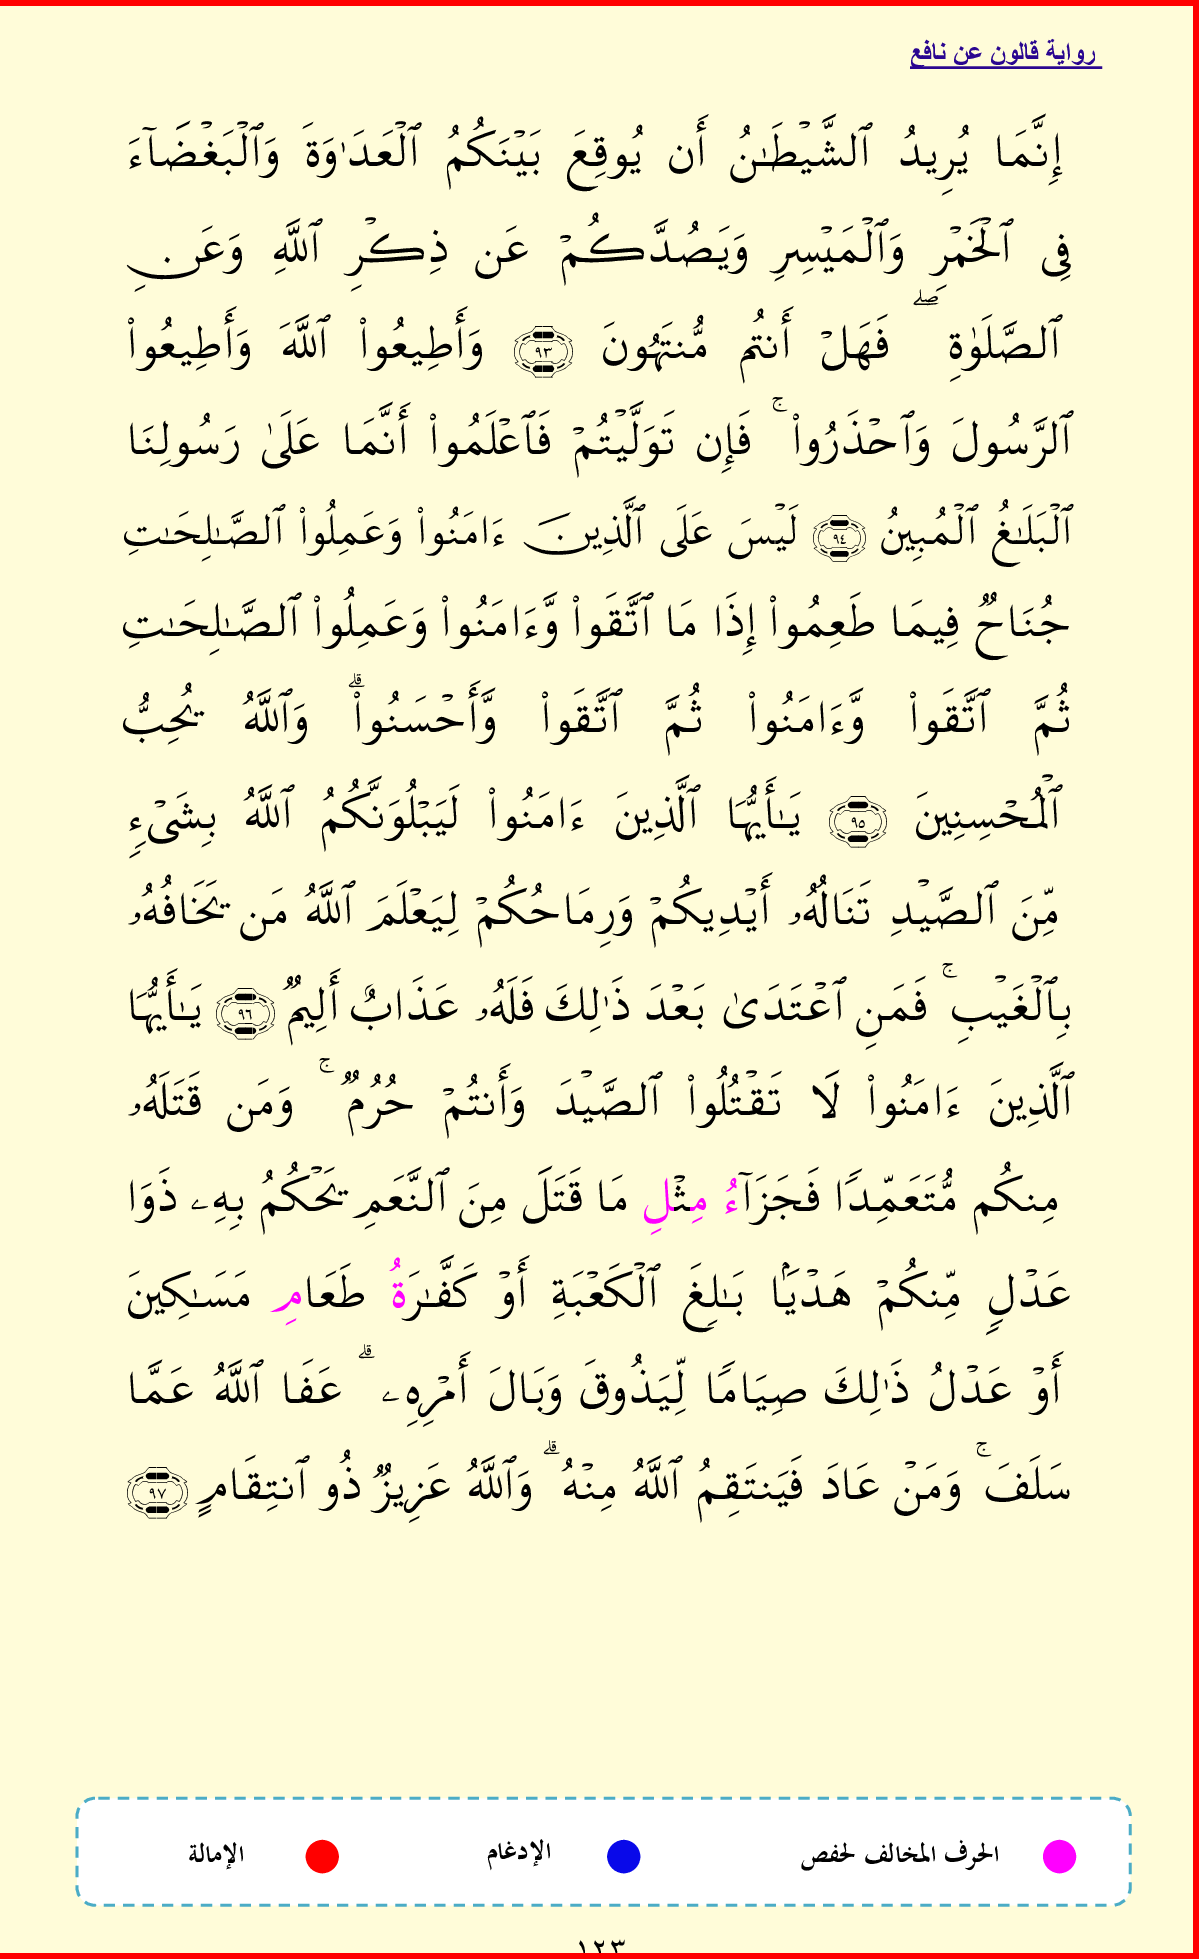 رواية قالون عن نافع
إِنَّمَا يُرِيدُ ٱلشَّيْطَـٰنُ أَن يُوقِعَ بَيْنَكُمُ ٱلْعَدَٰوَةَ وَٱلْبَغْضَآءَ
فِى ٱلْخَمْرِ وَٱلْمَيْسِرِ وَيَصُدَّكُمْ عَن ذِكْرِ ٱللَّهِ وَعَنِ
ٱلصَّلَوٰةِ ۖ فَهَلْ أَنتُم مُّنتَهُونَ ٩٣ وَأَطِيعُوا۟ ٱللَّهَ وَأَطِيعُوا۟
ٱلرَّسُولَ وَٱحْذَرُوا۟ ۚ فَإِن تَوَلَّيْتُمْ فَٱعْلَمُوا۟ أَنَّمَا عَلَىٰ رَسُولِنَا
ٱلْبَلَـٰغُ ٱلْمُبِينُ ٩٤ لَيْسَ عَلَى ٱلَّذِينَ ءَامَنُوا۟ وَعَمِلُوا۟ ٱلصَّـٰلِحَـٰتِ
جُنَاحٌ فِيمَا طَعِمُوا۟ إِذَا مَا ٱتَّقَوا۟ وَّءَامَنُوا۟ وَعَمِلُوا۟ ٱلصَّـٰلِحَـٰتِ
ثُمَّ ٱتَّقَوا۟ وَّءَامَنُوا۟ ثُمَّ ٱتَّقَوا۟ وَّأَحْسَنُوا۟ ۗ وَٱللَّهُ يُحِبُّ
ٱلْمُحْسِنِينَ ٩٥ يَـٰٓأَيُّهَا ٱلَّذِينَ ءَامَنُوا۟ لَيَبْلُوَنَّكُمُ ٱللَّهُ بِشَىْءٍ
مِّنَ ٱلصَّيْدِ تَنَالُهُۥ أَيْدِيكُمْ وَرِمَاحُكُمْ لِيَعْلَمَ ٱللَّهُ مَن يَخَافُهُۥ
بِٱلْغَيْبِ ۚ فَمَنِ ٱعْتَدَىٰ بَعْدَ ذَٰلِكَ فَلَهُۥ عَذَابٌ أَلِيمٌ ٩٦ يَـٰٓأَيُّهَا
ٱلَّذِينَ ءَامَنُوا۟ لَا تَقْتُلُوا۟ ٱلصَّيْدَ وَأَنتُمْ حُرُمٌ ۚ وَمَن قَتَلَهُۥ
مِنكُم مُّتَعَمِّدًا فَجَزَآءُ مِثْلِ مَا قَتَلَ مِنَ ٱلنَّعَمِ يَحْكُمُ بِهِۦ ذَوَا
عَدْلٍ مِّنكُمْ هَدْيًۢا بَـٰلِغَ ٱلْكَعْبَةِ أَوْ كَفَّـٰرَةُ طَعَامِ مَسَـٰكِينَ
أَوْ عَدْلُ ذَٰلِكَ صِيَامًا لِّيَذُوقَ وَبَالَ أَمْرِهِۦ ۗ عَفَا ٱللَّهُ عَمَّا
سَلَفَ ۚ وَمَنْ عَادَ فَيَنتَقِمُ ٱللَّهُ مِنْهُ ۗ وَٱللَّهُ عَزِيزٌ ذُو ٱنتِقَامٍ ٩٧
الحرف المخالف لحفص الإدغام الإمالة
١٢٣